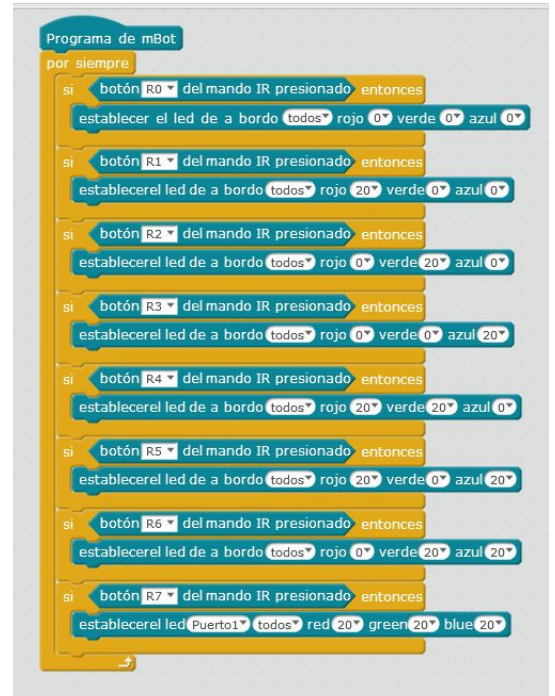 Programa de mBot
por siempre
si botón R0 del mando IR presionado entonces
establecer el led de a bordo todos rojo 0 verde 0 azul 0
si botón R1 del mando IR presionado entonces
establecerel led de a bordo todos rojo 20 verde 0 azul 0
si botón R2 del mando IR presionado entonces
establecerel led de a bordo todos rojo 0 verde 20 azul 0
si botón R3 del mando IR presionado entonces
establecerel led de a bordo todos rojo 0 verde 0 azul 20
si botón R4 del mando IR presionado entonces
establecerel led de a bordo todos rojo 20 verde 20 azul 0
si botón R5 del mando IR presionado entonces
establecerel led de a bordo todos rojo 20 verde 0 azul 20
si botón R6 del mando IR presionado entonces
establecerel led de a bordo todos rojo 0 verde 20 azul 20
si botón R7 del mando IR presionado entonces
establecerel led Puerto1 todos red 20 green 20 blue 20